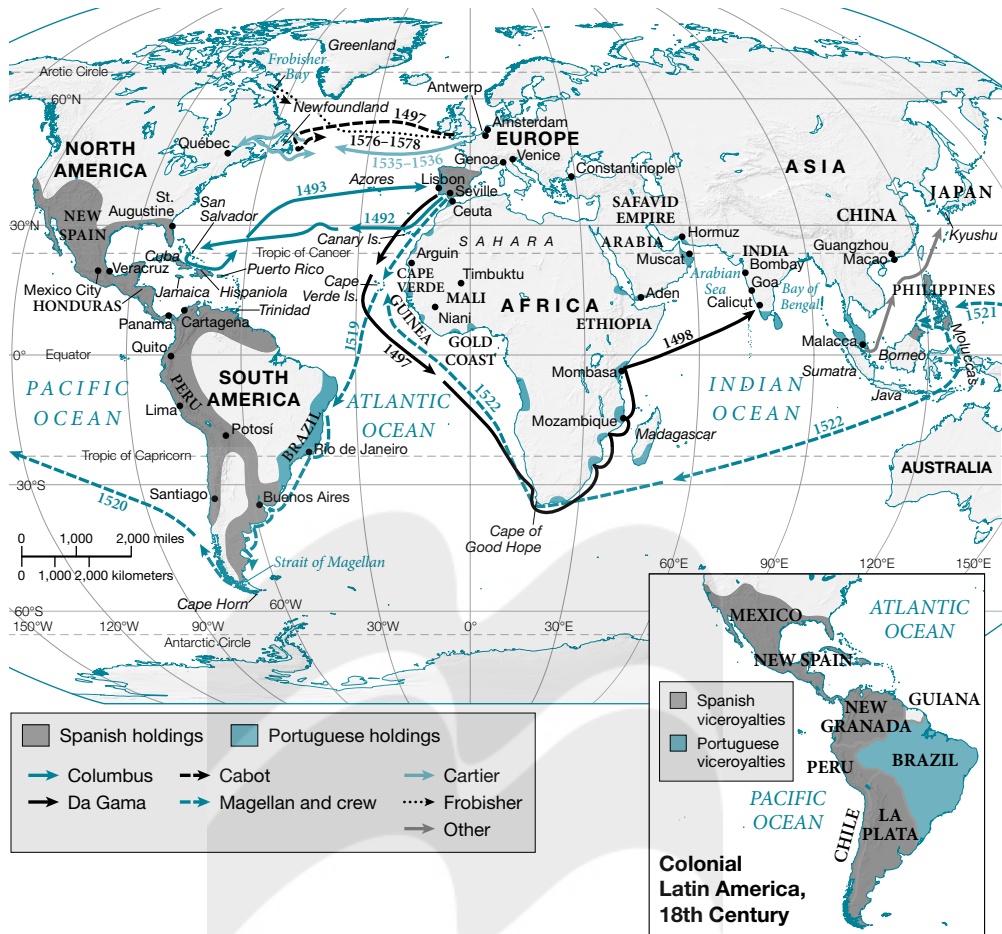 Greenland
Frobisher
Bay
Arctic Circle
60°N
Antwerp
Amsterdam
Newfoundland
1497
EUROPE
NORTH
AMERICA
Québec
1576–1578
1535–1536
Genoa
Venice
Constantinople
ASIA
Azores
Lisbon
Seville
Ceuta
1493
San
Salvador
St.
Augustine
SAFAVID
EMPIRE
JAPAN
CHINA
NEW
SPAIN
30°N
1492
Canary Is.
Tropic of Cancer
SAHARA
ARABIA
Hormuz
Muscat
INDIA
Bombay
Guangzhou
Macao
Kyushu
Cuba
Puerto Rico
Arguin
CAPE
VERDE
Timbuktu
Arabian
Sea
Goa
Bay of
Bengal
PHILIPPINES
Veracruz
Mexico City
HONDURAS
Jamaica
Hispaniola
Cape
Verde Is.
MALI
AFRICA
Aden
Calicut
1521
Trinidad
Panama
Cartagena
GUINEA
Niani
ETHIOPIA
GOLD
COAST
1498
Malacca
Borneo
Moluccas
Sumatra
Java
Quito
0°
Equator
1519
1497
Mombasa
PACIFIC
OCEAN
PERU
SOUTH
AMERICA
ATLANTIC
OCEAN
1522
INDIAN
OCEAN
Lima
BRAZIL
Mozambique
Madagascar
1522
Potosí
Rio de Janeiro
Tropic of Capricorn
AUSTRALIA
1520
30°S
Santiago
Buenos Aires
Cape of
Good Hope
0 1,000 2,000 miles
0 1,000 2,000 kilometers
Strait of Magellan
Cape Horn
60°S
150°W
120°W
90°W
60°W
30°W
0°
30°E
60°E
90°E
120°E
150°E
Antarctic Circle
Spanish holdings
Portuguese holdings
Columbus
Cabot
Cartier
Da Gama
Magellan and crew
Frobisher
Other
MEXICO
ATLANTIC
OCEAN
NEW SPAIN
Spanish
viceroyalties
Portuguese
viceroyalties
NEW
GRANADA
GUIANA
PERU
BRAZIL
PACIFIC
OCEAN
LA
PLATA
CHILE
Colonial
Latin America,
18th Century